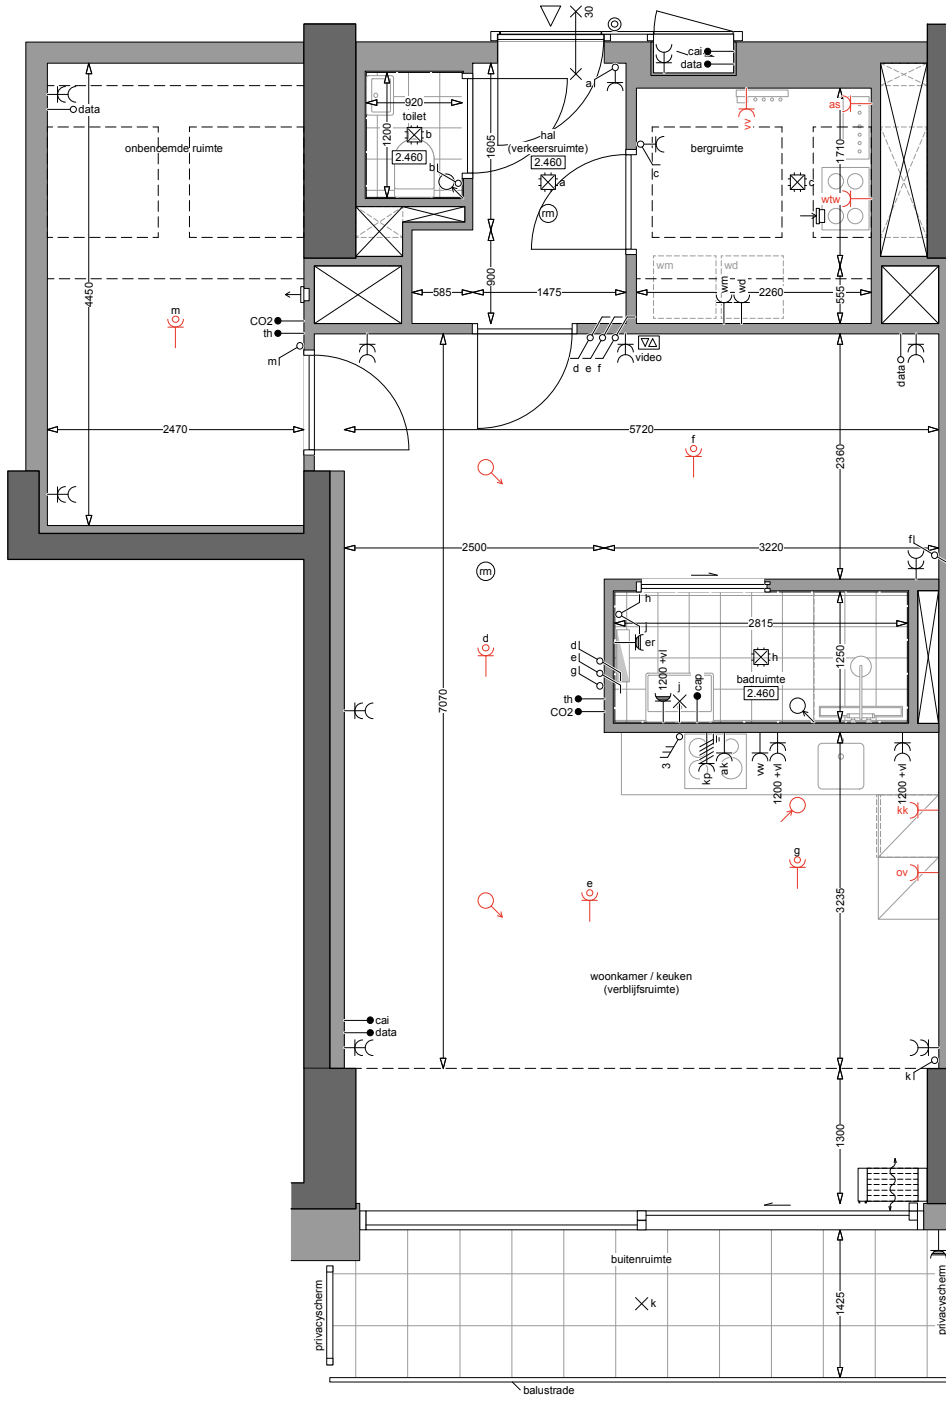 30
cai
data
a
as
vv
data
920
toilet
1200
b
2.460
b
1605
hal
(verkeersruimte)
2.460
a
rm
onbenoemde ruimte
bergruimte
c
c
1710
wtw
4450
900
585
1475
wm
wd
wm
wd
2260
555
m
CO2
th
m
d
e
f
video
data
2470
5720
2360
f
2500
3220
rm
f
h
j
er
2815
1250
d
e
g
d
1200 +vl
h
badruimte
2.460
j
cap
th
CO2
7070
3
kp
ak
vw
1200 +vl
1200 +vl
kk
ov
g
e
3235
woonkamer / keuken
(verblijfsruimte)
cai
data
k
1300
buitenruimte
k
1425
privacyscherm
privacyscherm
balustrade